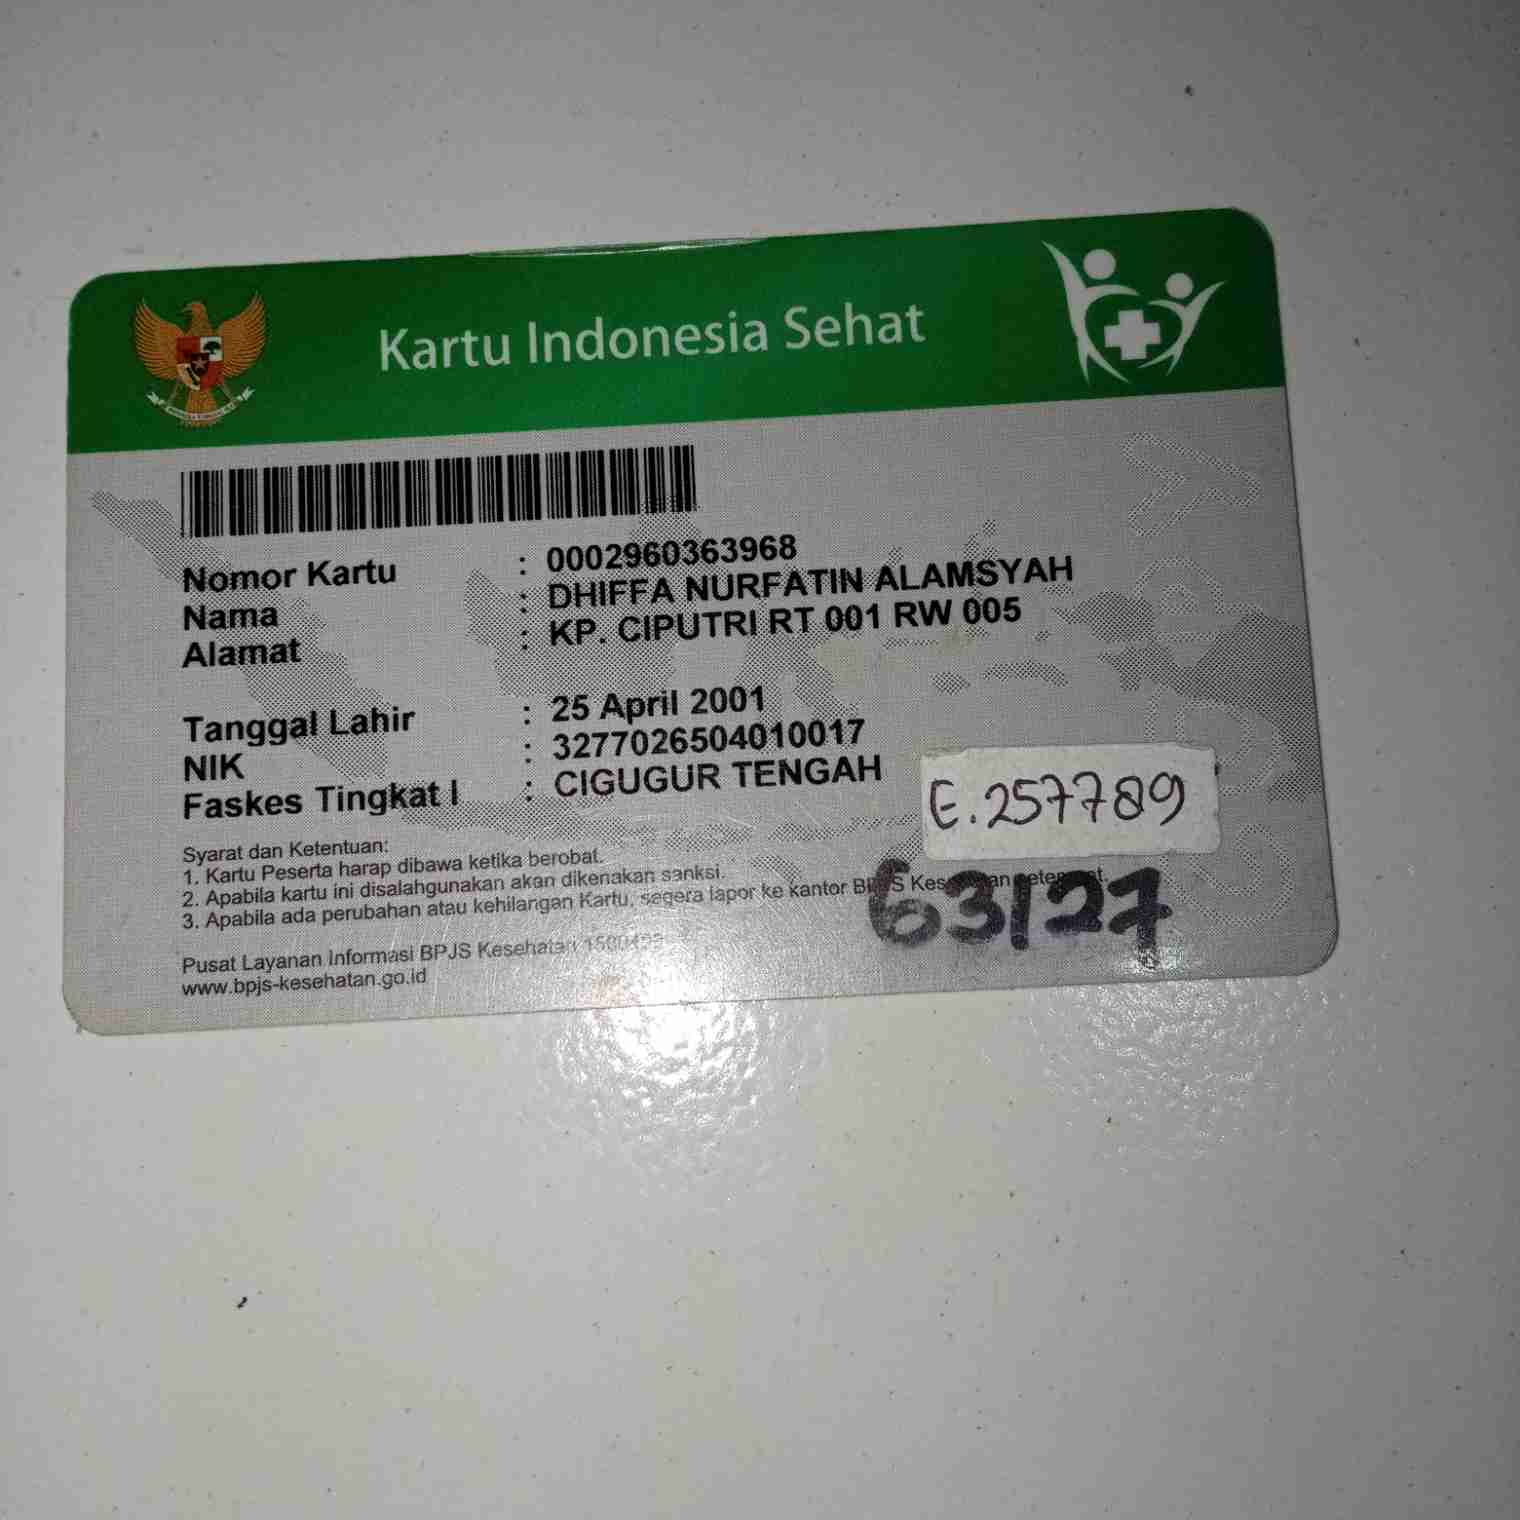 Kartu Indonesia Sehat
Nomor Kartu : 0002960363968
Nama : DHIFFA NURFATIN ALAMSYAH
Alamat : KP. CIPUTRI RT 001 RW 005
Tanggal Lahir : 25 April 2001
NIK : 3277026504010017
Faskes Tingkat I : CIGUGUR TENGAH
E.257789
Syarat dan Ketentuan:
1. Kartu Peserta harap dibawa ketika berobat.
2. Apabila kartu ini disalahgunakan akan dikenakan sanksi.
3. Apabila ada perubahan atau kehilangan Kartu, segera lapor ke kantor
63/27
Pusat Layanan Informasi BPJS Kesehatan
www.bpjs-kesehatan.go.id